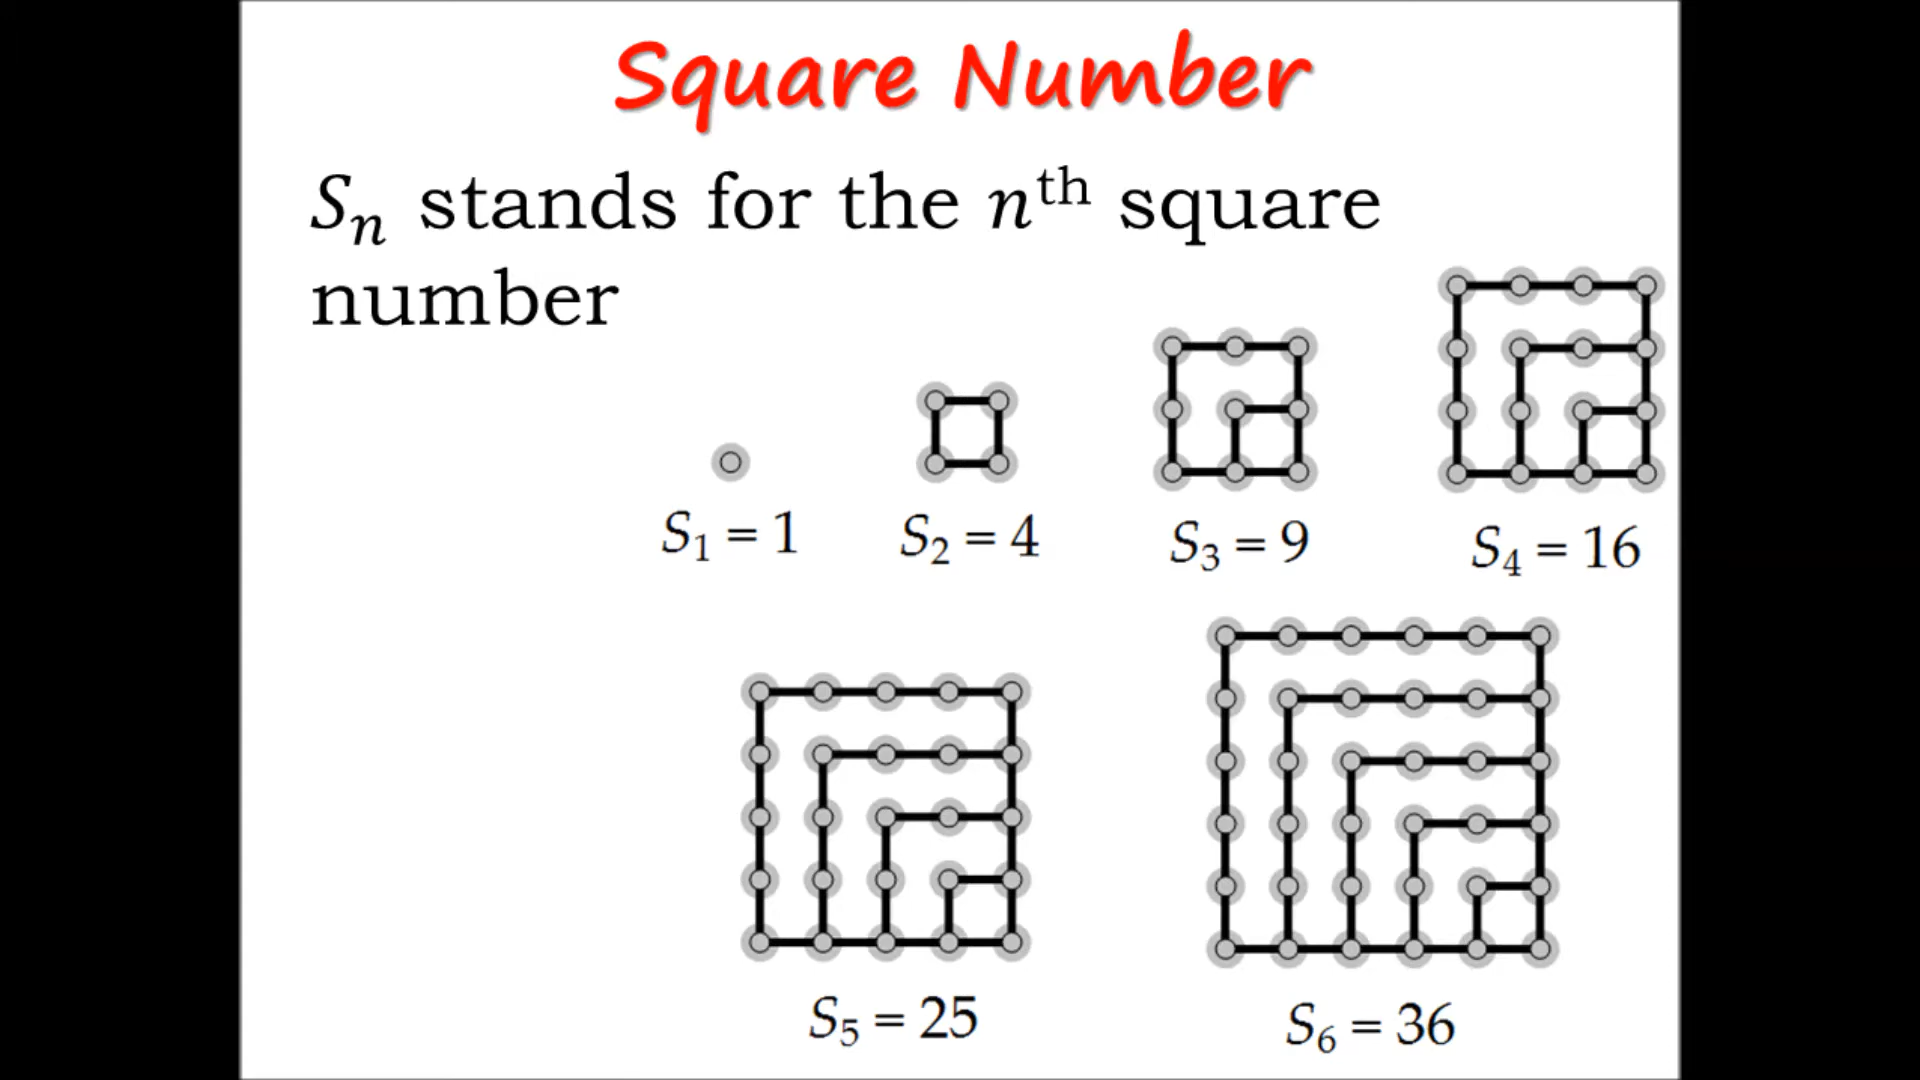 Square Number
Sₙ stands for the nᵗʰ square
number
S₁ = 1
S₂ = 4
S₃ = 9
S₄ = 16
S₅ = 25
S₆ = 36